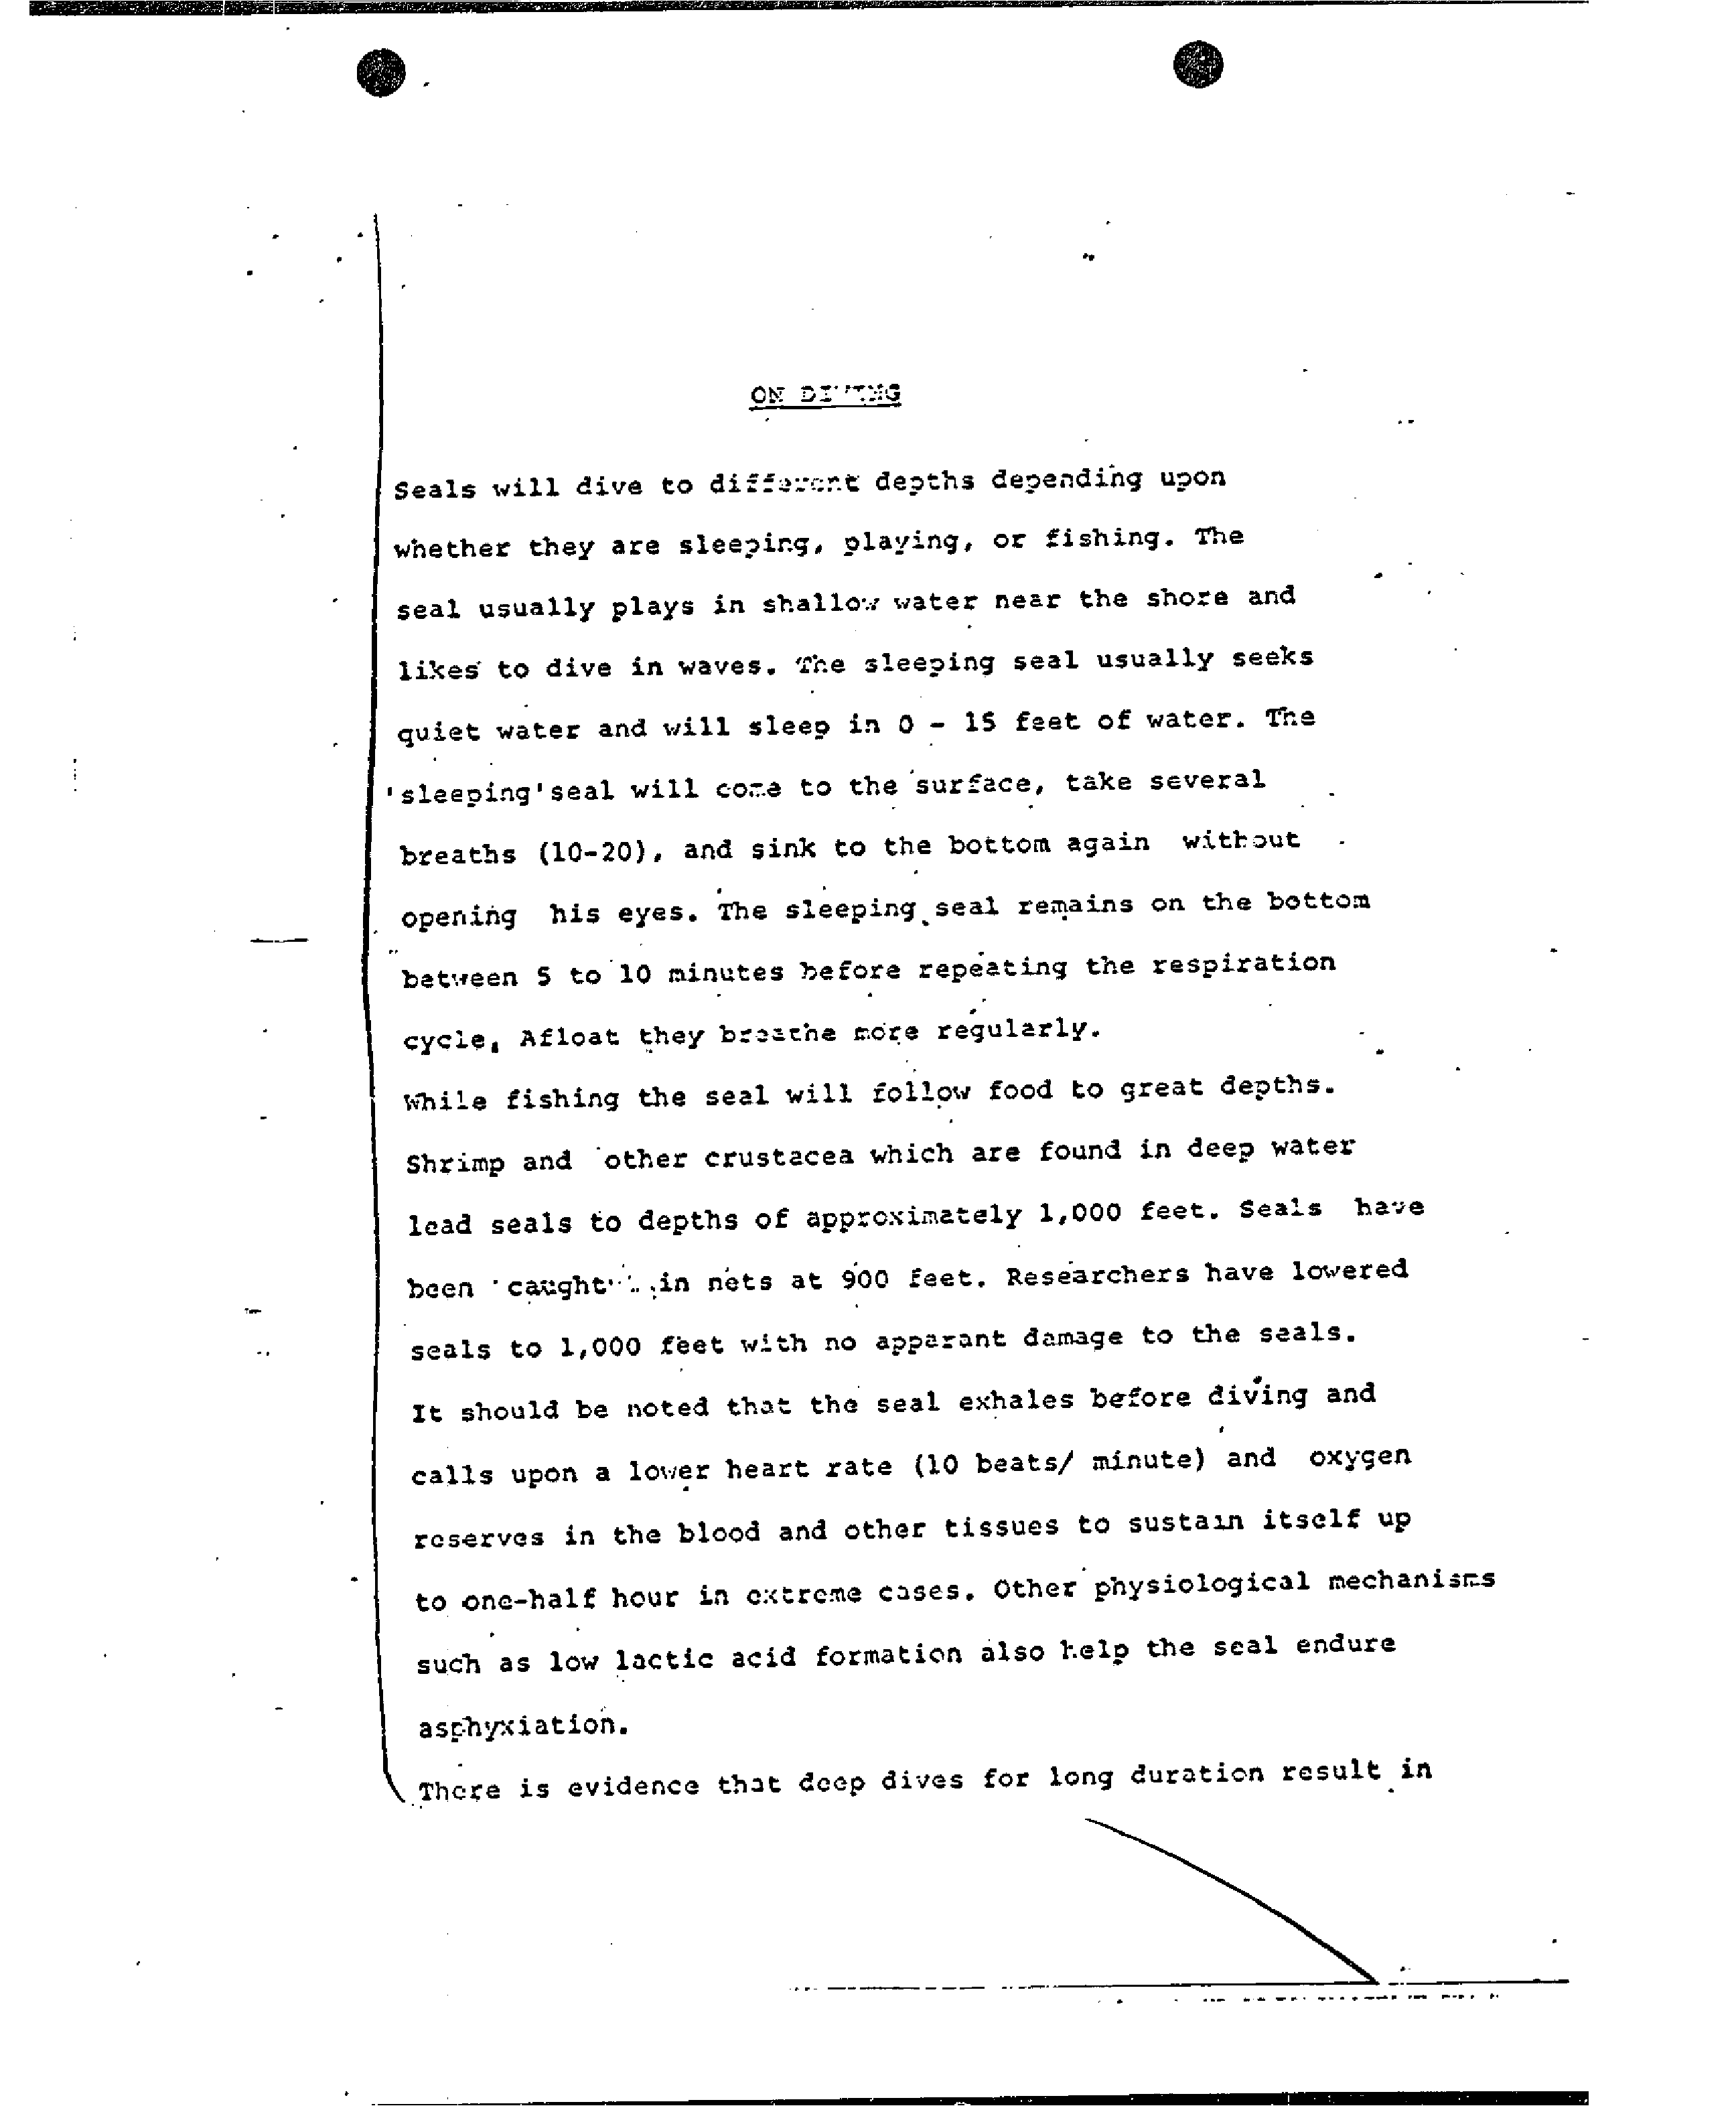 ON DIVING
Seals will dive to different depths depending upon
whether they are sleeping, playing, or fishing. The
seal usually plays in shallow water near the shore and
likes to dive in waves. The sleeping seal usually seeks
quiet water and will sleep in 0 - 15 feet of water. The
'sleeping' seal will come to the surface, take several
breaths (10-20), and sink to the bottom again without
opening his eyes. The sleeping seal remains on the bottom
between 5 to 10 minutes before repeating the respiration
cycle, Afloat they breathe more regularly.
While fishing the seal will follow food to great depths.
Shrimp and other crustacea which are found in deep water
lead seals to depths of approximately 1,000 feet. Seals have
been caught in nets at 900 feet. Researchers have lowered
seals to 1,000 feet with no apparant damage to the seals.
It should be noted that the seal exhales before diving and
calls upon a lower heart rate (10 beats/ minute) and oxygen
reserves in the blood and other tissues to sustain itself up
to one-half hour in extreme cases. Other physiological mechanisms
such as low lactic acid formation also help the seal endure
asphyxiation.
There is evidence that deep dives for long duration result in